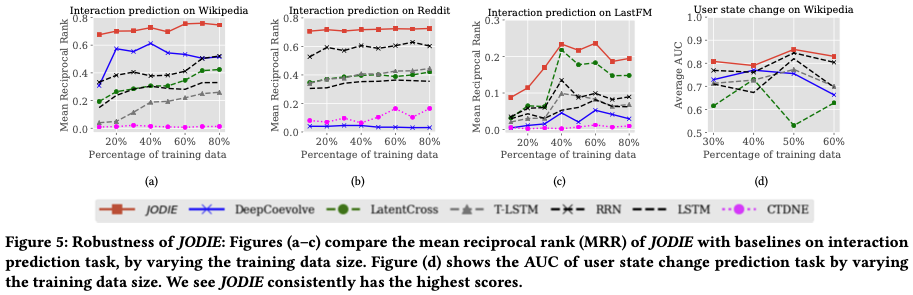 Interaction prediction on Wikipedia
Mean Reciprocal Rank
0.8
0.6
0.4
0.2
0.0
20% 40% 60% 80%
Percentage of training data
(a)
Interaction prediction on Reddit
Mean Reciprocal Rank
0.8
0.6
0.4
0.2
0.0
20% 40% 60% 80%
Percentage of training data
(b)
Interaction prediction on LastFM
Mean Reciprocal Rank
0.3
0.2
0.1
0.0
20% 40% 60% 80%
Percentage of training data
(c)
User state change on Wikipedia
Average AUC
1.0
0.9
0.8
0.7
0.6
0.5
30% 40% 50% 60%
Percentage of training data
(d)
JODIE DeepCoevolve LatentCross T-LSTM RRN LSTM CTDNE
Figure 5: Robustness of JODIE: Figures (a–c) compare the mean reciprocal rank (MRR) of JODIE with baselines on interaction
prediction task, by varying the training data size. Figure (d) shows the AUC of user state change prediction task by varying
the training data size. We see JODIE consistently has the highest scores.